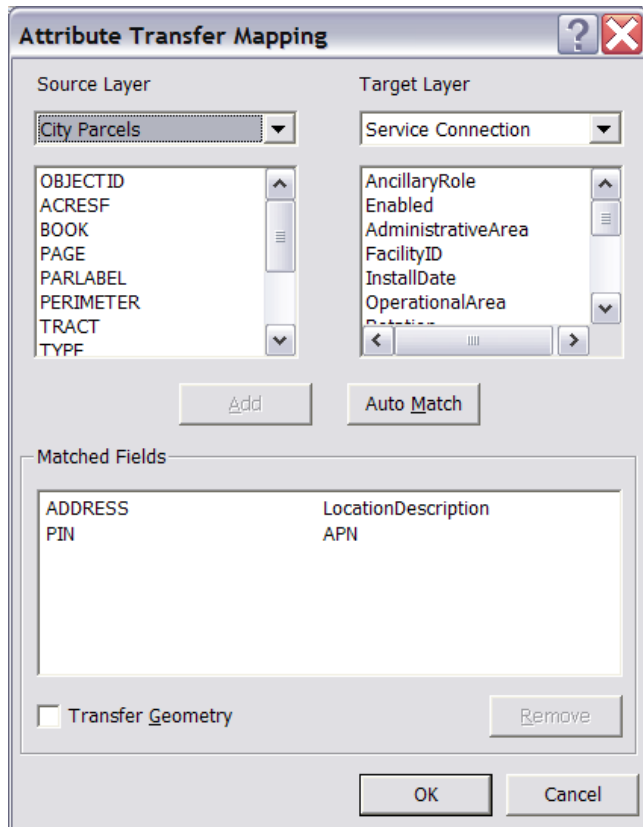 Attribute Transfer Mapping
Source Layer Target Layer
City Parcels Service Connection
OBJECTID
ACRESF
BOOK
PAGE
PARLABEL
PERIMETER
TRACT
TYPE
AncillaryRole
Enabled
AdministrativeArea
FacilityID
InstallDate
OperationalArea
Rotation
Add Auto Match
Matched Fields
ADDRESS LocationDescription
PIN APN
Transfer Geometry Remove
OK Cancel